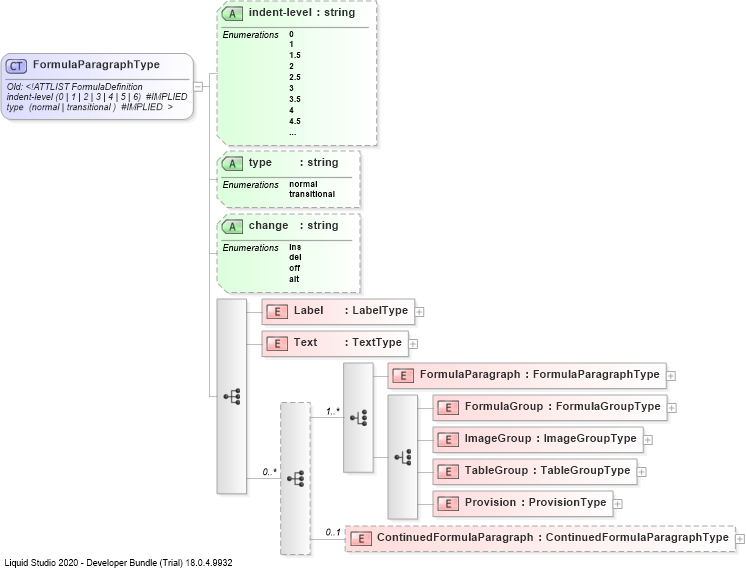 A indent-level : string
Enumerations 0
1
1.5
2
2.5
3
3.5
4
4.5
...
CT FormulaParagraphType
Old: <!ATTLIST FormulaDefinition
indent-level (0 | 1 | 2 | 3 | 4 | 5 | 6) #IMPLIED
type (normal | transitional ) #IMPLIED >
A type : string
Enumerations normal
transitional
A change : string
Enumerations ins
del
off
alt
E Label : LabelType
E Text : TextType
E FormulaParagraph : FormulaParagraphType
1..*
E FormulaGroup : FormulaGroupType
E ImageGroup : ImageGroupType
0..*
E TableGroup : TableGroupType
E Provision : ProvisionType
0..1
E ContinuedFormulaParagraph : ContinuedFormulaParagraphType
Liquid Studio 2020 - Developer Bundle (Trial) 18.0.4.9932